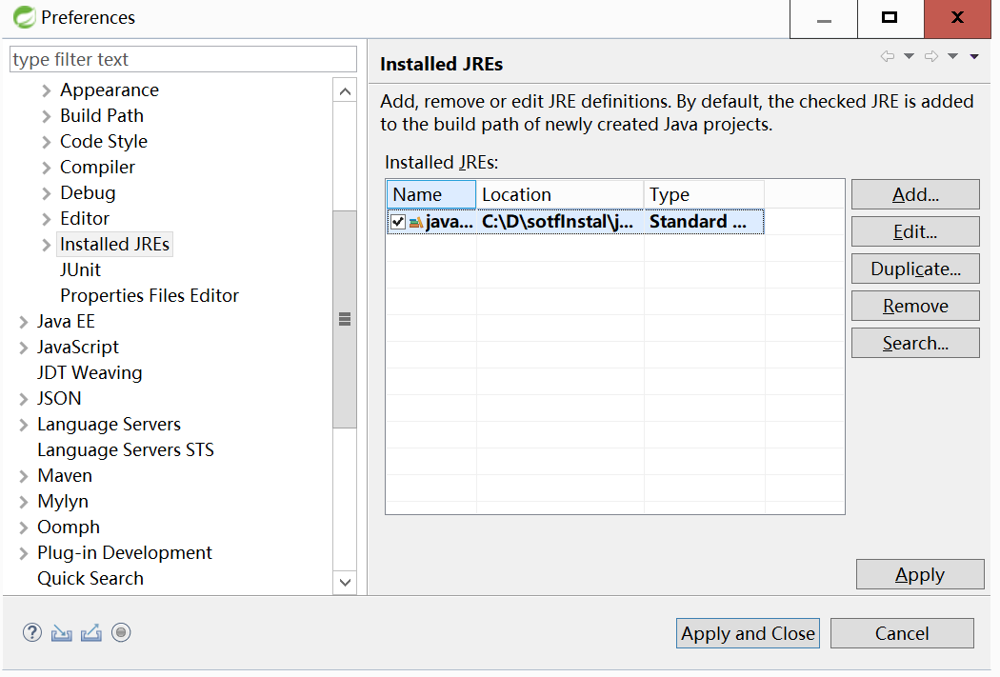 Preferences
type filter text
Appearance
Build Path
Code Style
Compiler
Debug
Editor
Installed JREs
JUnit
Properties Files Editor
Java EE
JavaScript
JDT Weaving
JSON
Language Servers
Language Servers STS
Maven
Mylyn
Oomph
Plug-in Development
Quick Search
Installed JREs
Add, remove or edit JRE definitions. By default, the checked JRE is added
to the build path of newly created Java projects.
Installed JREs:
Name Location Type
java... C:\D\sotfInstal\j... Standard ...
Add...
Edit...
Duplicate...
Remove
Search...
Apply
Apply and Close Cancel